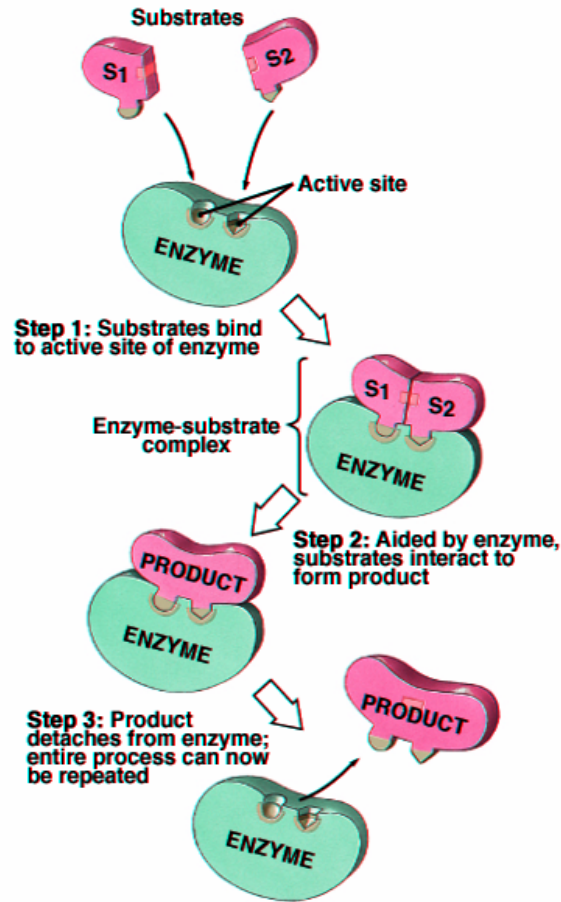 Substrates
S1
S2
Active site
ENZYME
Step 1: Substrates bind
to active site of enzyme
S1
S2
Enzyme-substrate
complex
ENZYME
Step 2: Aided by enzyme,
substrates interact to
form product
PRODUCT
ENZYME
Step 3: Product
detaches from enzyme;
entire process can now
be repeated
PRODUCT
ENZYME